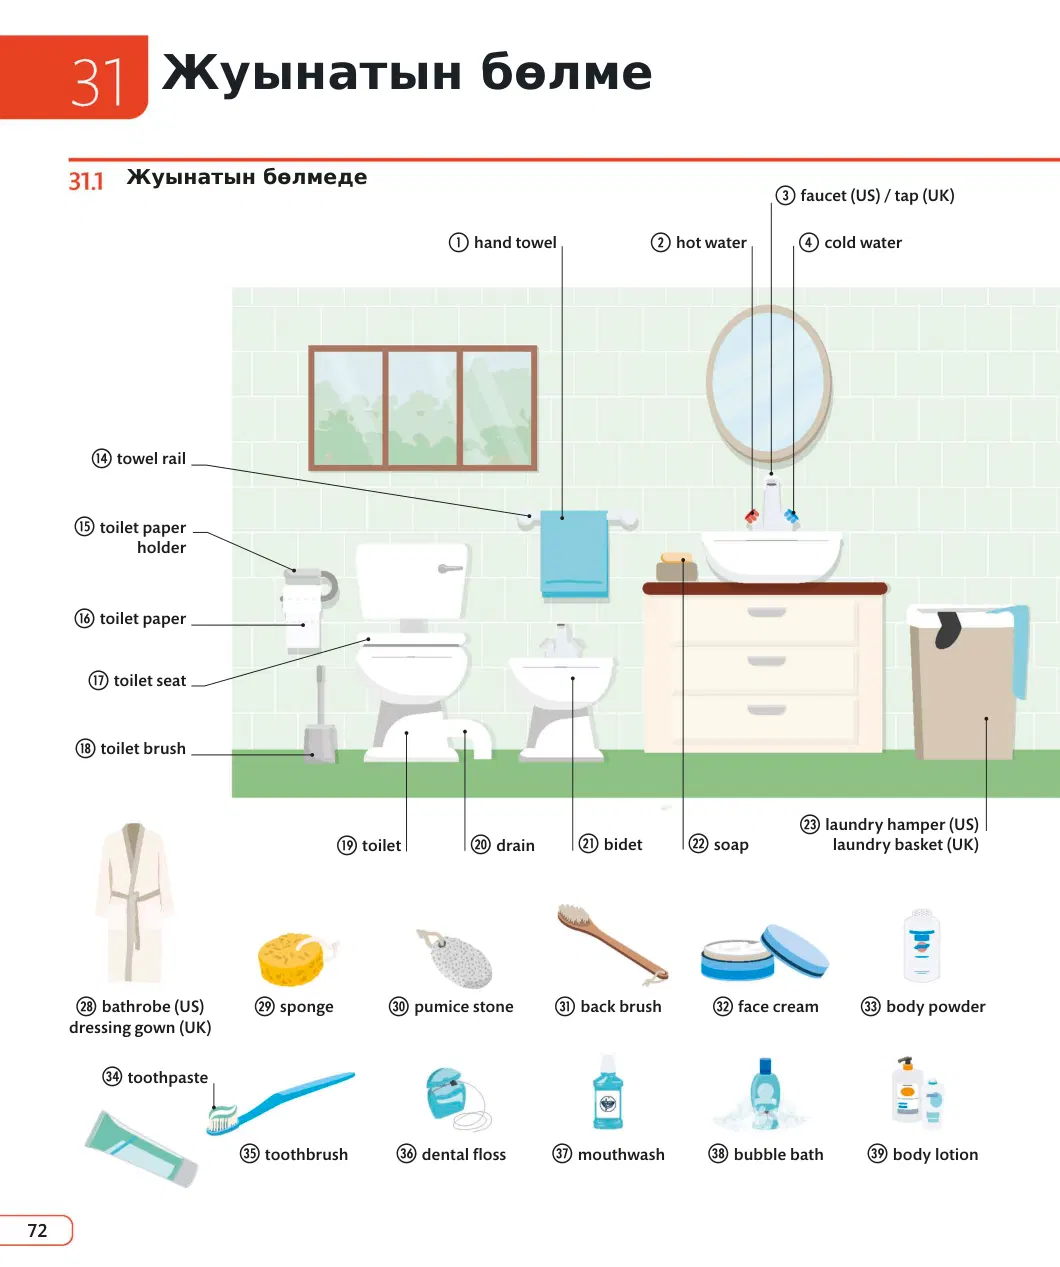 31
Жуынатын бөлме
31.1 Жуынатын бөлмеде
③ faucet (US) / tap (UK)
① hand towel
② hot water
④ cold water
⑭ towel rail
⑮ toilet paper
holder
⑯ toilet paper
⑰ toilet seat
⑱ toilet brush
⑲ toilet
⑳ drain
㉑ bidet
㉒ soap
㉓ laundry hamper (US)
laundry basket (UK)
㉘ bathrobe (US)
dressing gown (UK)
㉙ sponge
㉚ pumice stone
㉛ back brush
㉜ face cream
㉝ body powder
㉞ toothpaste
㉟ toothbrush
㊱ dental floss
㊲ mouthwash
㊳ bubble bath
㊴ body lotion
72